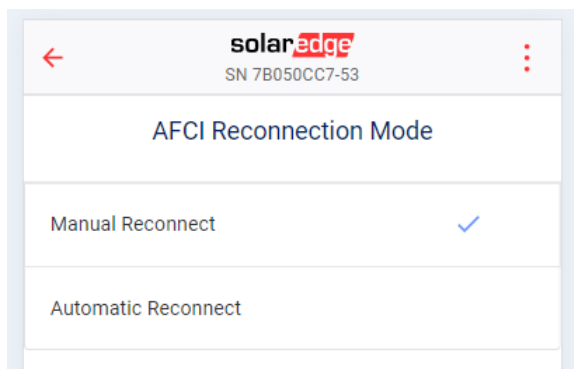 solaredge
SN 7B050CC7-53
AFCI Reconnection Mode
Manual Reconnect
Automatic Reconnect